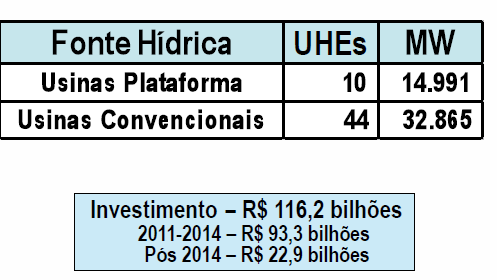 Fonte Hídrica UHEs MW
Usinas Plataforma 10 14.991
Usinas Convencionais 44 32.865
Investimento – R$ 116,2 bilhões
2011-2014 – R$ 93,3 bilhões
Pós 2014 – R$ 22,9 bilhões